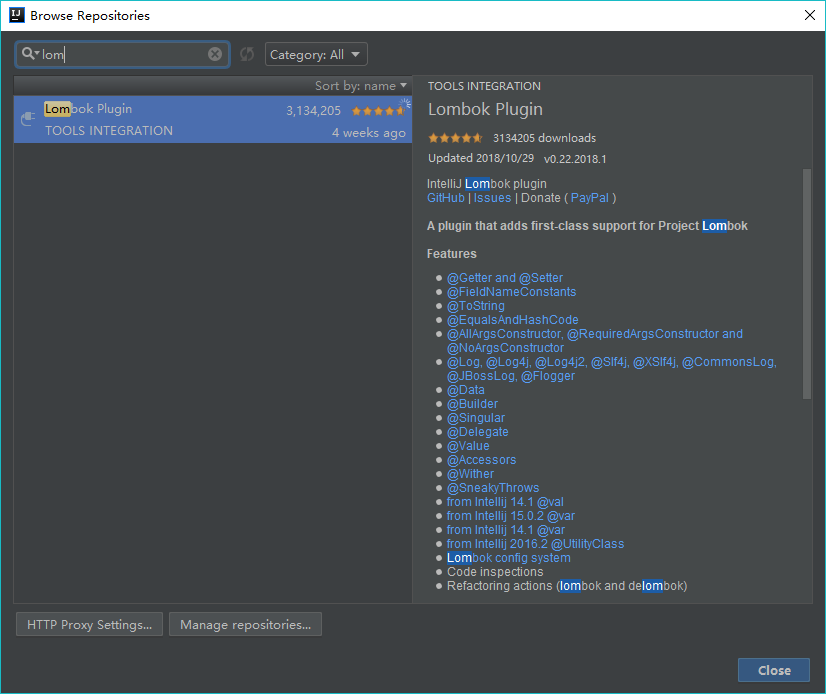 Browse Repositories
lom
Category: All
Sort by: name
Lombok Plugin
3,134,205
TOOLS INTEGRATION
4 weeks ago
TOOLS INTEGRATION
Lombok Plugin
3134205 downloads
Updated 2018/10/29 v0.22.2018.1
IntelliJ Lombok plugin
GitHub | Issues | Donate ( PayPal )
A plugin that adds first-class support for Project Lombok
Features
@Getter and @Setter
@FieldNameConstants
@ToString
@EqualsAndHashCode
@AllArgsConstructor, @RequiredArgsConstructor and
@NoArgsConstructor
@Log, @Log4j, @Log4j2, @Slf4j, @XSlf4j, @CommonsLog,
@JBossLog, @Flogger
@Data
@Builder
@Singular
@Delegate
@Value
@Accessors
@Wither
@SneakyThrows
from Intellij 14.1 @val
from Intellij 15.0.2 @var
from Intellij 14.1 @var
from Intellij 2016.2 @UtilityClass
Lombok config system
Code inspections
Refactoring actions (lombok and delombok)
HTTP Proxy Settings...
Manage repositories...
Close